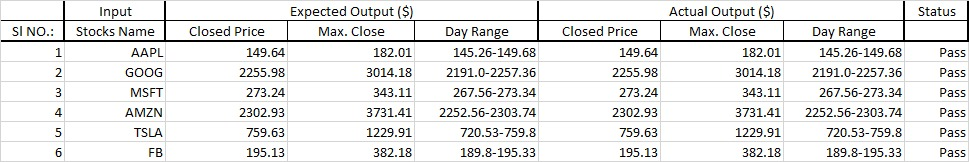 Input Expected Output ($) Actual Output ($) Status
Sl NO.: Stocks Name Closed Price Max. Close Day Range Closed Price Max. Close Day Range
1 AAPL 149.64 182.01 145.26-149.68 149.64 182.01 145.26-149.68 Pass
2 GOOG 2255.98 3014.18 2191.0-2257.36 2255.98 3014.18 2191.0-2257.36 Pass
3 MSFT 273.24 343.11 267.56-273.34 273.24 343.11 267.56-273.34 Pass
4 AMZN 2302.93 3731.41 2252.56-2303.74 2302.93 3731.41 2252.56-2303.74 Pass
5 TSLA 759.63 1229.91 720.53-759.8 759.63 1229.91 720.53-759.8 Pass
6 FB 195.13 382.18 189.8-195.33 195.13 382.18 189.8-195.33 Pass